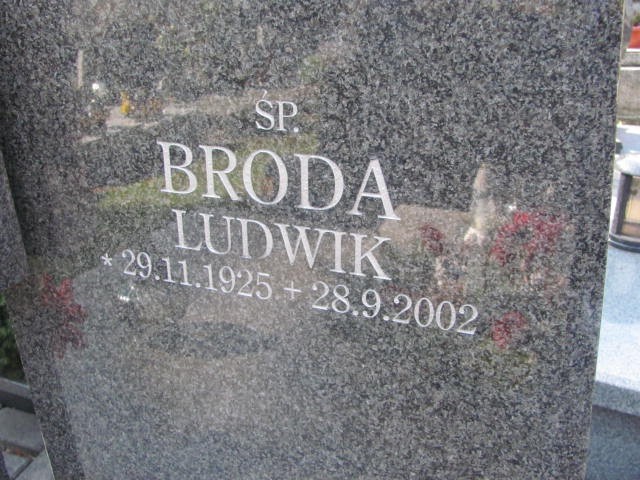 ŚP.
BRODA
LUDWIK
* 29.11.1925 + 28.9.2002